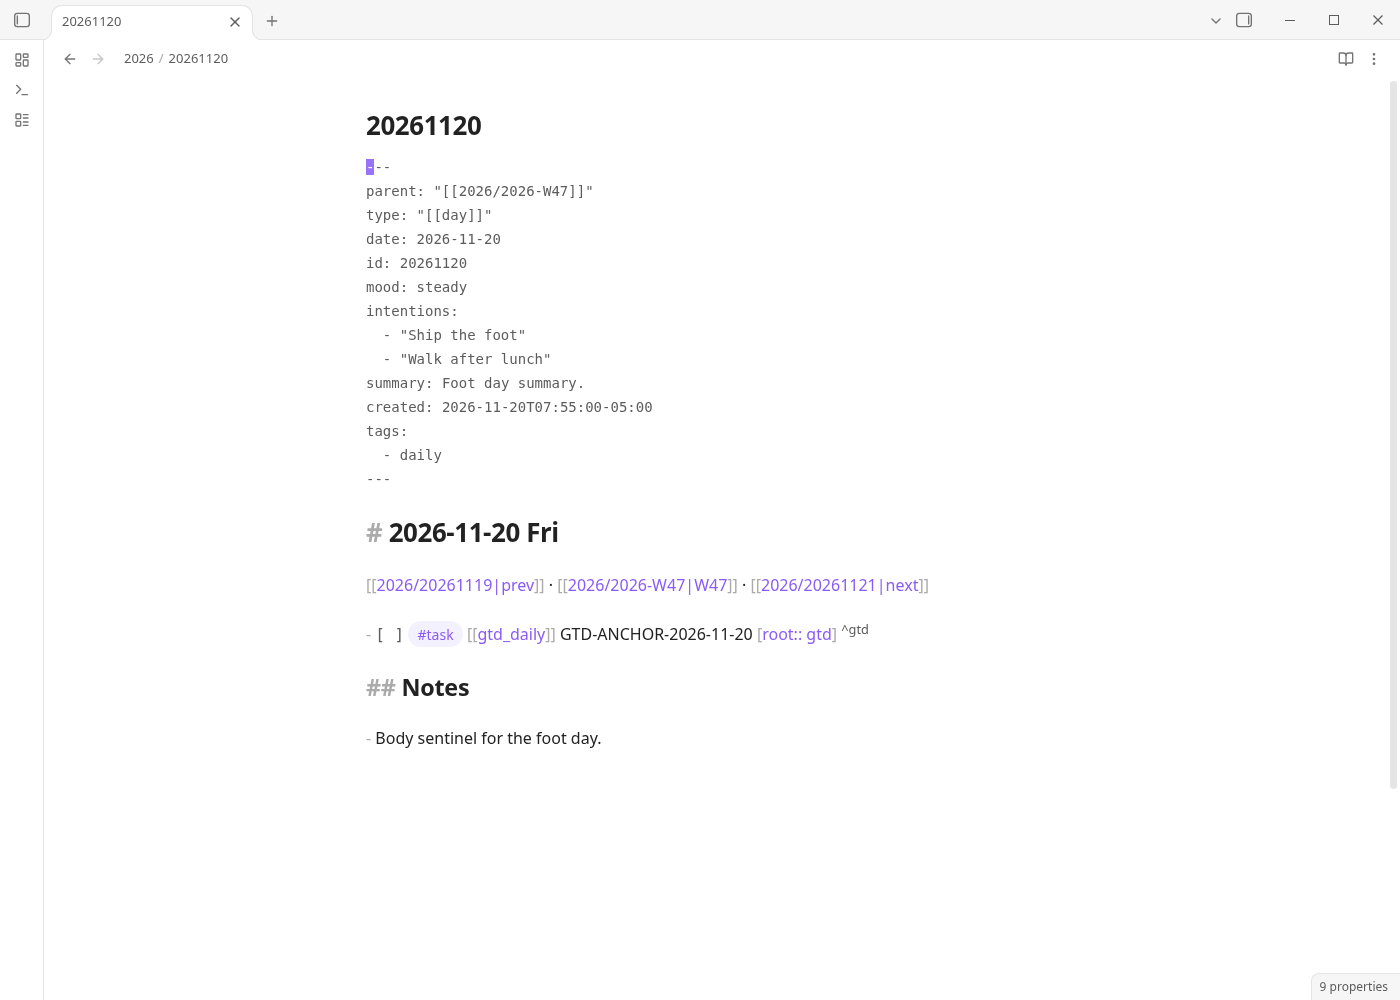 20261120
2026 / 20261120
20261120
---
parent: "[[2026/2026-W47]]"
type: "[[day]]"
date: 2026-11-20
id: 20261120
mood: steady
intentions:
  - "Ship the foot"
  - "Walk after lunch"
summary: Foot day summary.
created: 2026-11-20T07:55:00-05:00
tags:
  - daily
---
# 2026-11-20 Fri
[[2026/20261119|prev]] · [[2026/2026-W47|W47]] · [[2026/20261121|next]]
- [ ] #task [[gtd_daily]] GTD-ANCHOR-2026-11-20 [root:: gtd] ^gtd
## Notes
- Body sentinel for the foot day.
9 properties